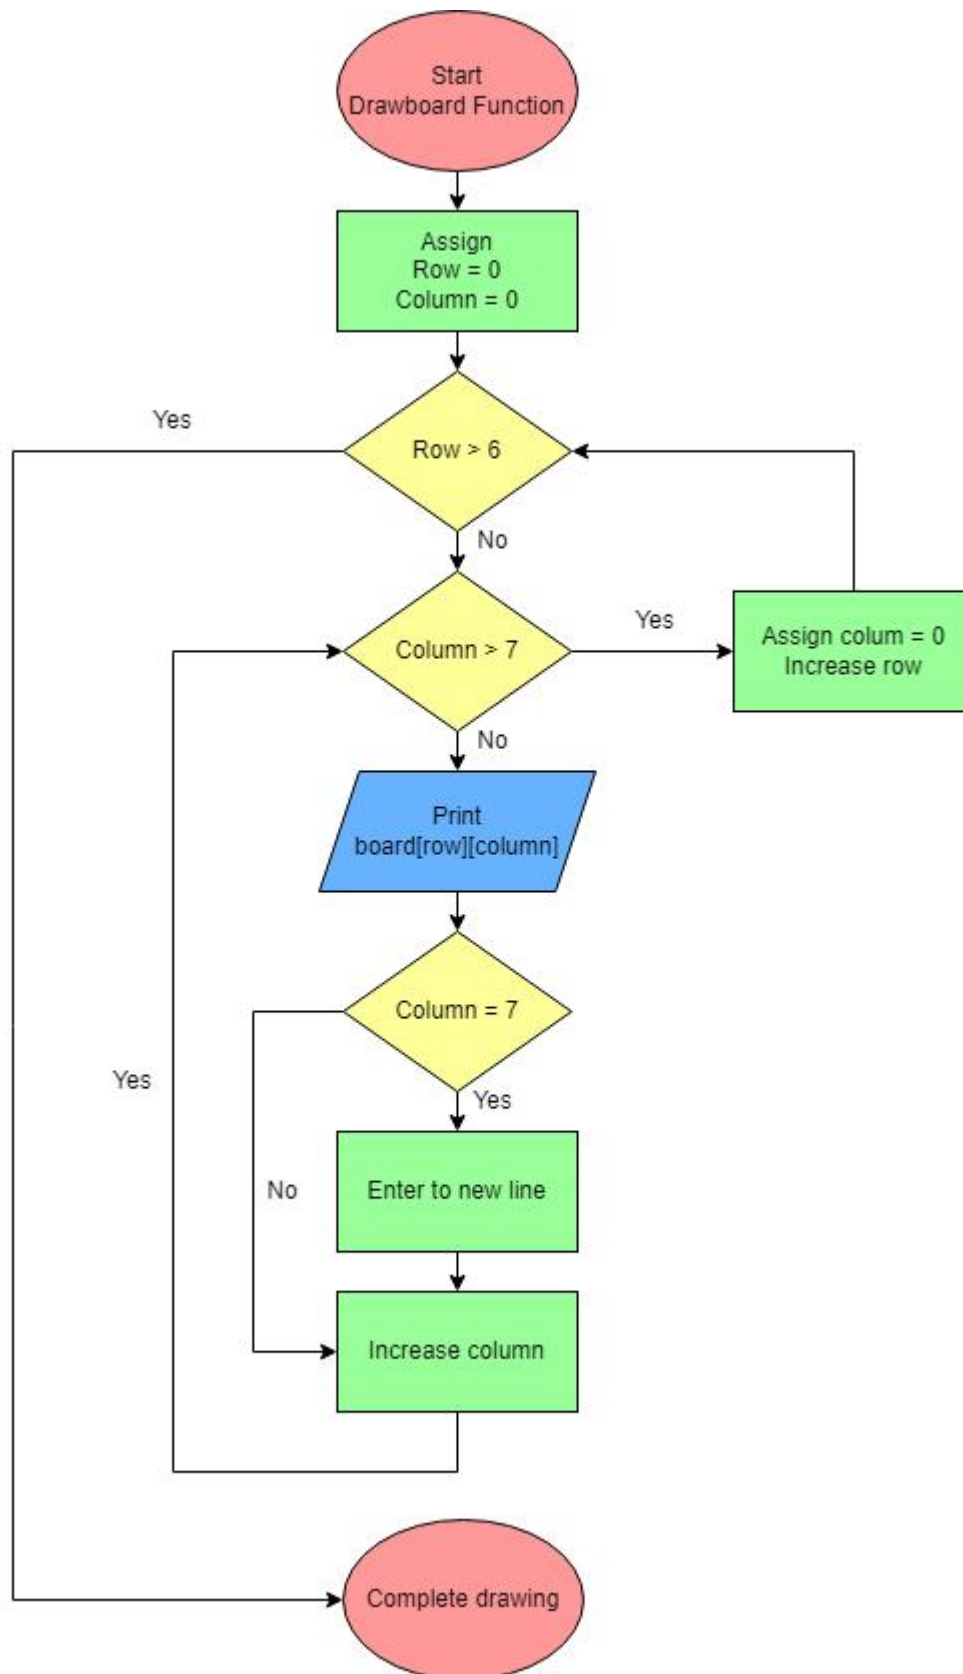 Start
Drawboard Function
Assign
Row = 0
Column = 0
Yes
Row > 6
No
Column > 7
Yes
Assign colum = 0
Increase row
No
Print
board[row][column]
Column = 7
Yes
Yes
No
Enter to new line
Increase column
Complete drawing